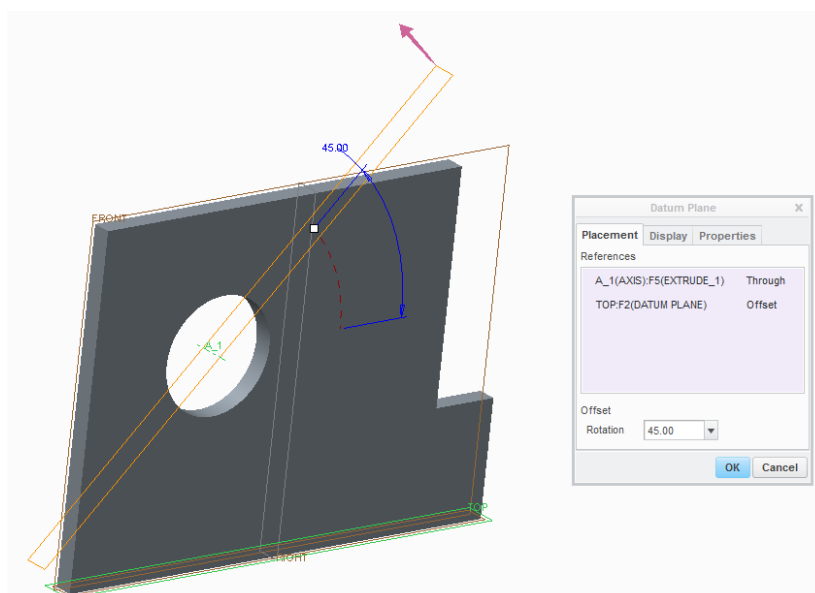 45.00
FRONT
A_1
TOP
RIGHT
Datum Plane
Placement Display Properties
References
A_1(AXIS):F5(EXTRUDE_1) Through
TOP:F2(DATUM PLANE) Offset
Offset
Rotation 45.00
OK Cancel